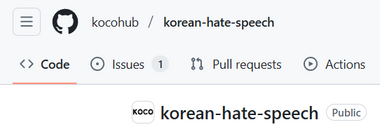 kocohub / korean-hate-speech
Code Issues 1 Pull requests Actions
KOCO korean-hate-speech Public